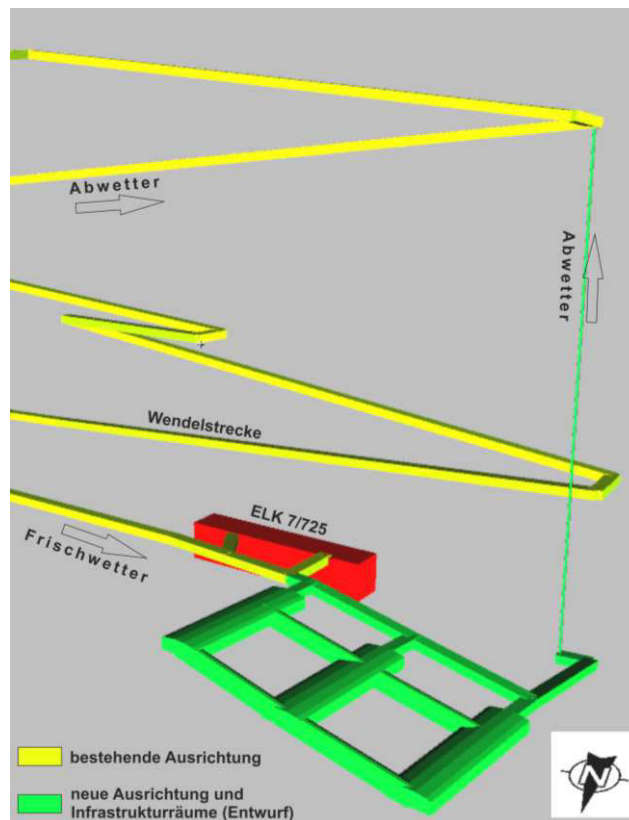 Abwetter
Abwetter
Wendelstrecke
ELK 7/725
Frischwetter
bestehende Ausrichtung
neue Ausrichtung und
Infrastrukturräume (Entwurf)
N